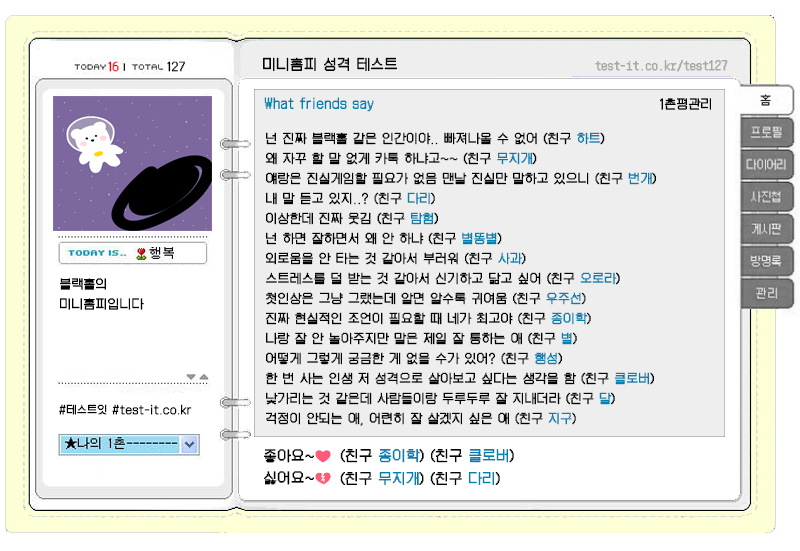 TODAY 16 | TOTAL 127
미니홈피 성격 테스트
test-it.co.kr/test127
TODAY IS.. 행복
블랙홀의
미니홈피입니다
#테스트잇 #test-it.co.kr
★나의 1촌--------
What friends say
1촌평관리
넌 진짜 블랙홀 같은 인간이야.. 빠져나올 수 없어 (친구 하트)
왜 자꾸 할 말 없게 카톡 하냐고~~ (친구 무지개)
얘랑은 진실게임할 필요가 없음 맨날 진실만 말하고 있으니 (친구 번개)
내 말 듣고 있지..? (친구 다리)
이상한데 진짜 웃김 (친구 탐험)
넌 하면 잘하면서 왜 안 하냐 (친구 별똥별)
외로움을 안 타는 것 같아서 부러워 (친구 사과)
스트레스를 덜 받는 것 같아서 신기하고 닮고 싶어 (친구 오로라)
첫인상은 그냥 그랬는데 알면 알수록 귀여움 (친구 우주선)
진짜 현실적인 조언이 필요할 때 네가 최고야 (친구 종이학)
나랑 잘 안 놀아주지만 말은 제일 잘 통하는 애 (친구 별)
어떻게 그렇게 궁금한 게 없을 수가 있어? (친구 행성)
한 번 사는 인생 저 성격으로 살아보고 싶다는 생각을 함 (친구 클로버)
낯가리는 것 같은데 사람들이랑 두루두루 잘 지내더라 (친구 달)
걱정이 안되는 애, 어련히 잘 살겠지 싶은 애 (친구 지구)
좋아요~ (친구 종이학) (친구 클로버)
싫어요~ (친구 무지개) (친구 다리)
홈
프로필
다이어리
사진첩
게시판
방명록
관리